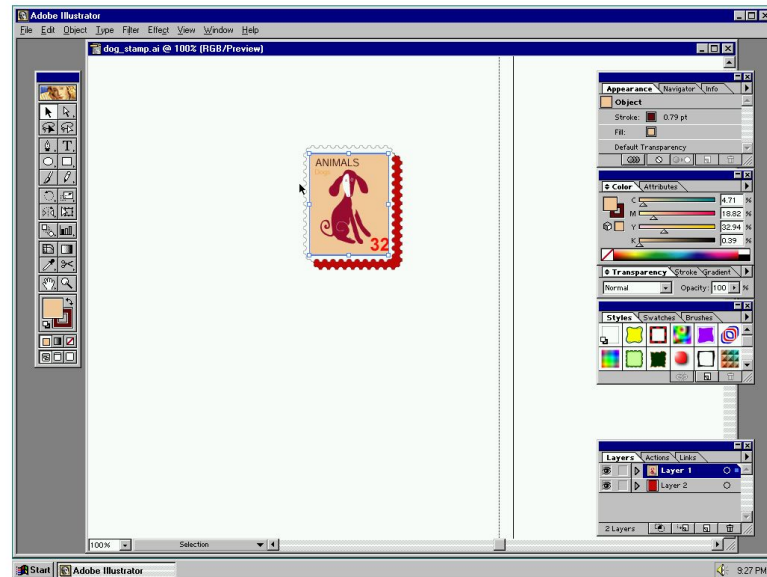 Adobe Illustrator
File Edit Object Type Filter Effect View Window Help
dog_stamp.ai @ 100% (RGB/Preview)
ANIMALS
Dogs
32
Appearance Navigator Info
Object
Stroke: 0.79 pt
Fill:
Default Transparency
Color Attributes
C 4.71 %
M 18.82 %
Y 32.94 %
K 0.39 %
Transparency Stroke Gradient
Normal Opacity: 100 %
Styles Swatches Brushes
Layers Actions Links
Layer 1
Layer 2
2 Layers
100% Selection
Start Adobe Illustrator 9:27 PM